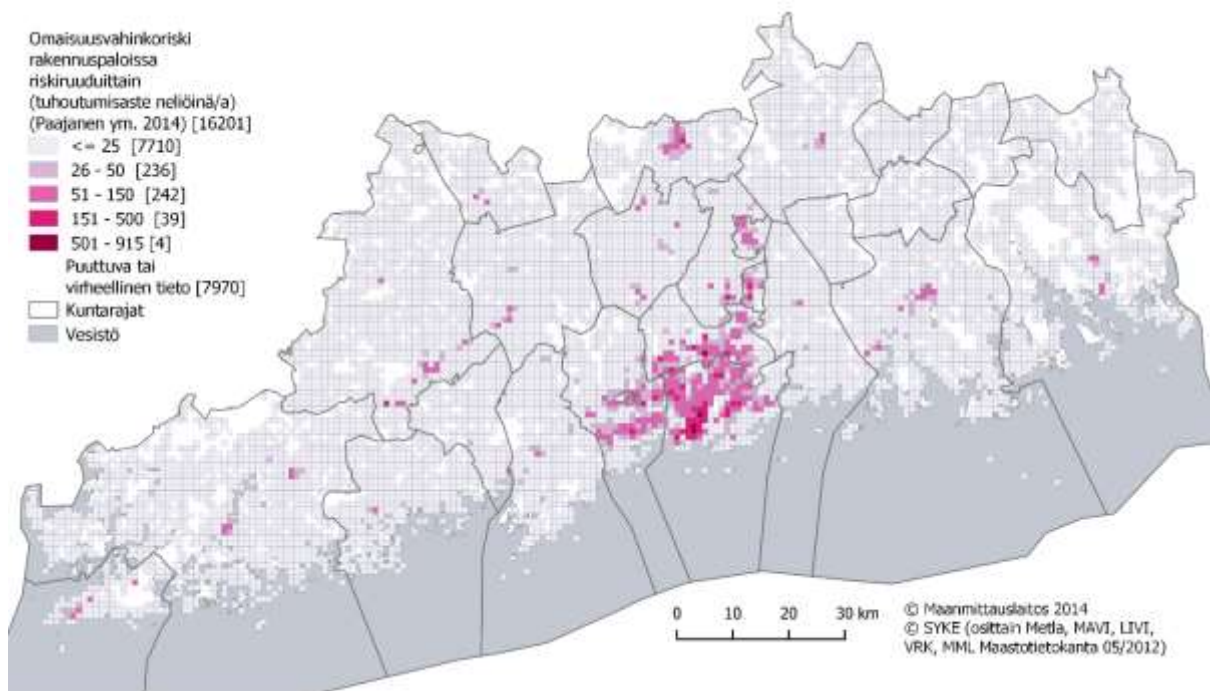 Omaisuusvahinkoriski
rakennuspaloissa
riskiruuduittain
(tuhoutumisaste neliöinä/a)
(Paajanen ym. 2014) [16201]
<= 25 [7710]
26 - 50 [236]
51 - 150 [242]
151 - 500 [39]
501 - 915 [4]
Puuttuva tai
virheellinen tieto [7970]
Kuntarajat
Vesistö
0 10 20 30 km
© Maanmittauslaitos 2014
© SYKE (osittain Metla, MAVI, LIVI,
VRK, MML Maastotietokanta 05/2012)